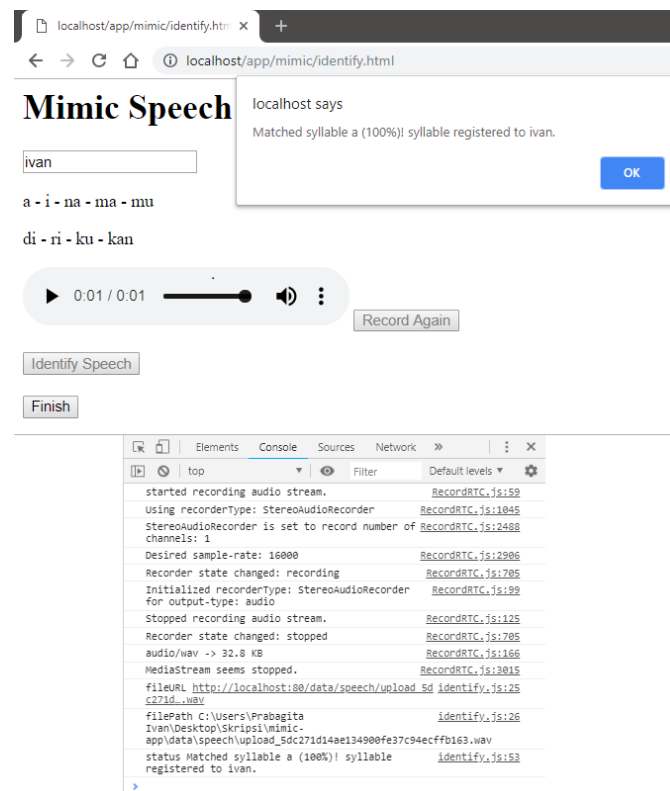 localhost/app/mimic/identify.htm
localhost/app/mimic/identify.html
Mimic Speech
localhost says
Matched syllable a (100%)! syllable registered to ivan.
OK
ivan
a - i - na - ma - mu
di - ri - ku - kan
0:01 / 0:01
Record Again
Identify Speech
Finish
Elements Console Sources Network »
top Filter Default levels ▼
started recording audio stream. RecordRTC.js:59
Using recorderType: StereoAudioRecorder RecordRTC.js:1045
StereoAudioRecorder is set to record number of RecordRTC.js:2488
channels: 1
Desired sample-rate: 16000 RecordRTC.js:2906
Recorder state changed: recording RecordRTC.js:705
Initialized recorderType: StereoAudioRecorder RecordRTC.js:99
for output-type: audio
Stopped recording audio stream. RecordRTC.js:125
Recorder state changed: stopped RecordRTC.js:705
audio/wav -> 32.8 KB RecordRTC.js:166
MediaStream seems stopped. RecordRTC.js:3015
fileURL http://localhost:80/data/speech/upload_5d identify.js:25
c271d….wav
filePath C:\Users\Prabagita identify.js:26
Ivan\Desktop\Skripsi\mimic-
app\data\speech\upload_5dc271d14ae134900fe37c94ecffb163.wav
status Matched syllable a (100%)! syllable identify.js:53
registered to ivan.